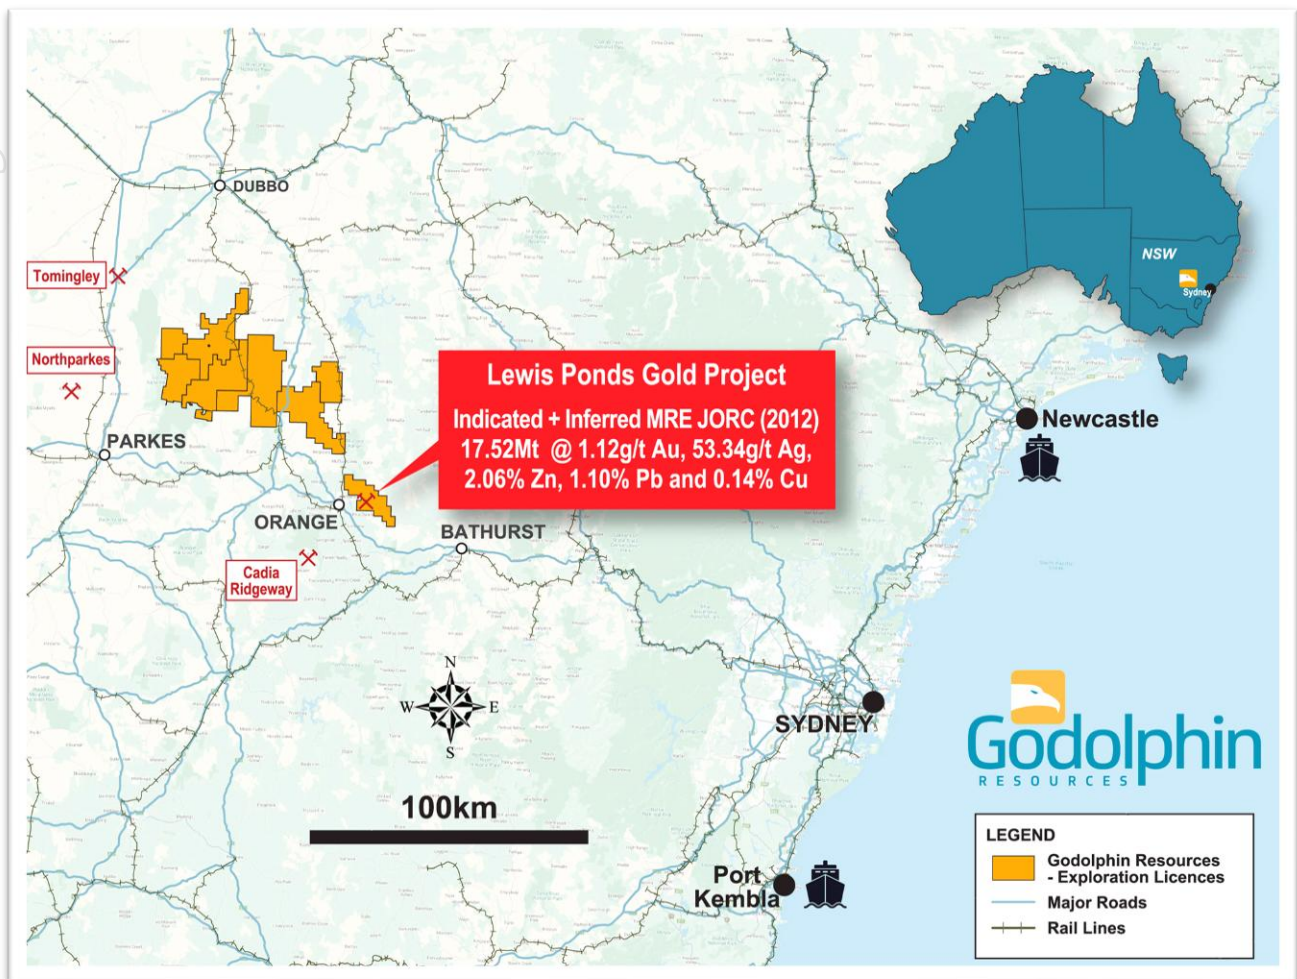 DUBBO
Tomingley
Northparkes
PARKES
ORANGE
Cadia
Ridgeway
BATHURST
Lewis Ponds Gold Project
Indicated + Inferred MRE JORC (2012)
17.52Mt @ 1.12g/t Au, 53.34g/t Ag,
2.06% Zn, 1.10% Pb and 0.14% Cu
NSW
Sydney
Newcastle
N
W E
S
SYDNEY
100km
Port
Kembla
Godolphin
RESOURCES
LEGEND
Godolphin Resources
- Exploration Licences
Major Roads
Rail Lines